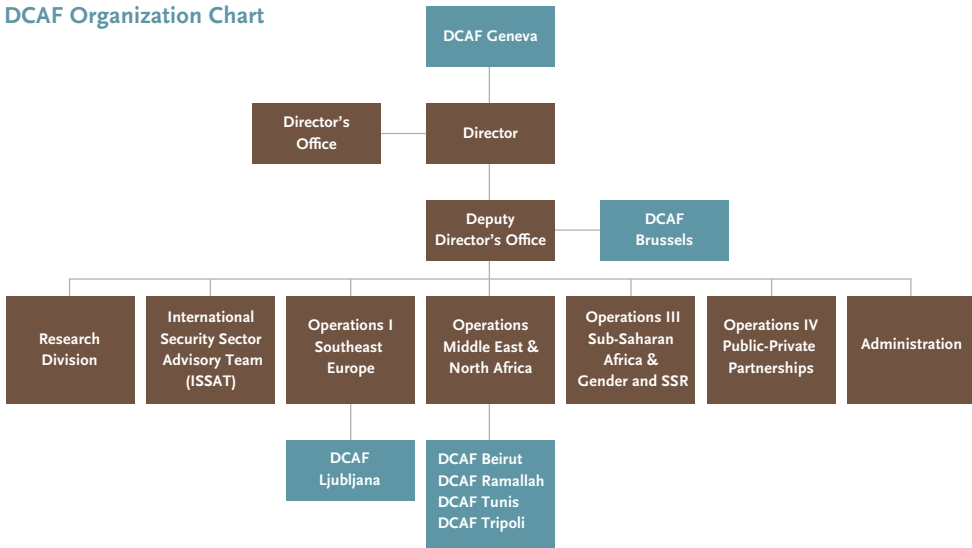 DCAF Organization Chart
DCAF Geneva
Director’s
Office
Director
Deputy
Director’s Office
DCAF
Brussels
Research
Division
International
Security Sector
Advisory Team
(ISSAT)
Operations I
Southeast
Europe
Operations
Middle East &
North Africa
Operations III
Sub-Saharan
Africa &
Gender and SSR
Operations IV
Public-Private
Partnerships
Administration
DCAF
Ljubljana
DCAF Beirut
DCAF Ramallah
DCAF Tunis
DCAF Tripoli